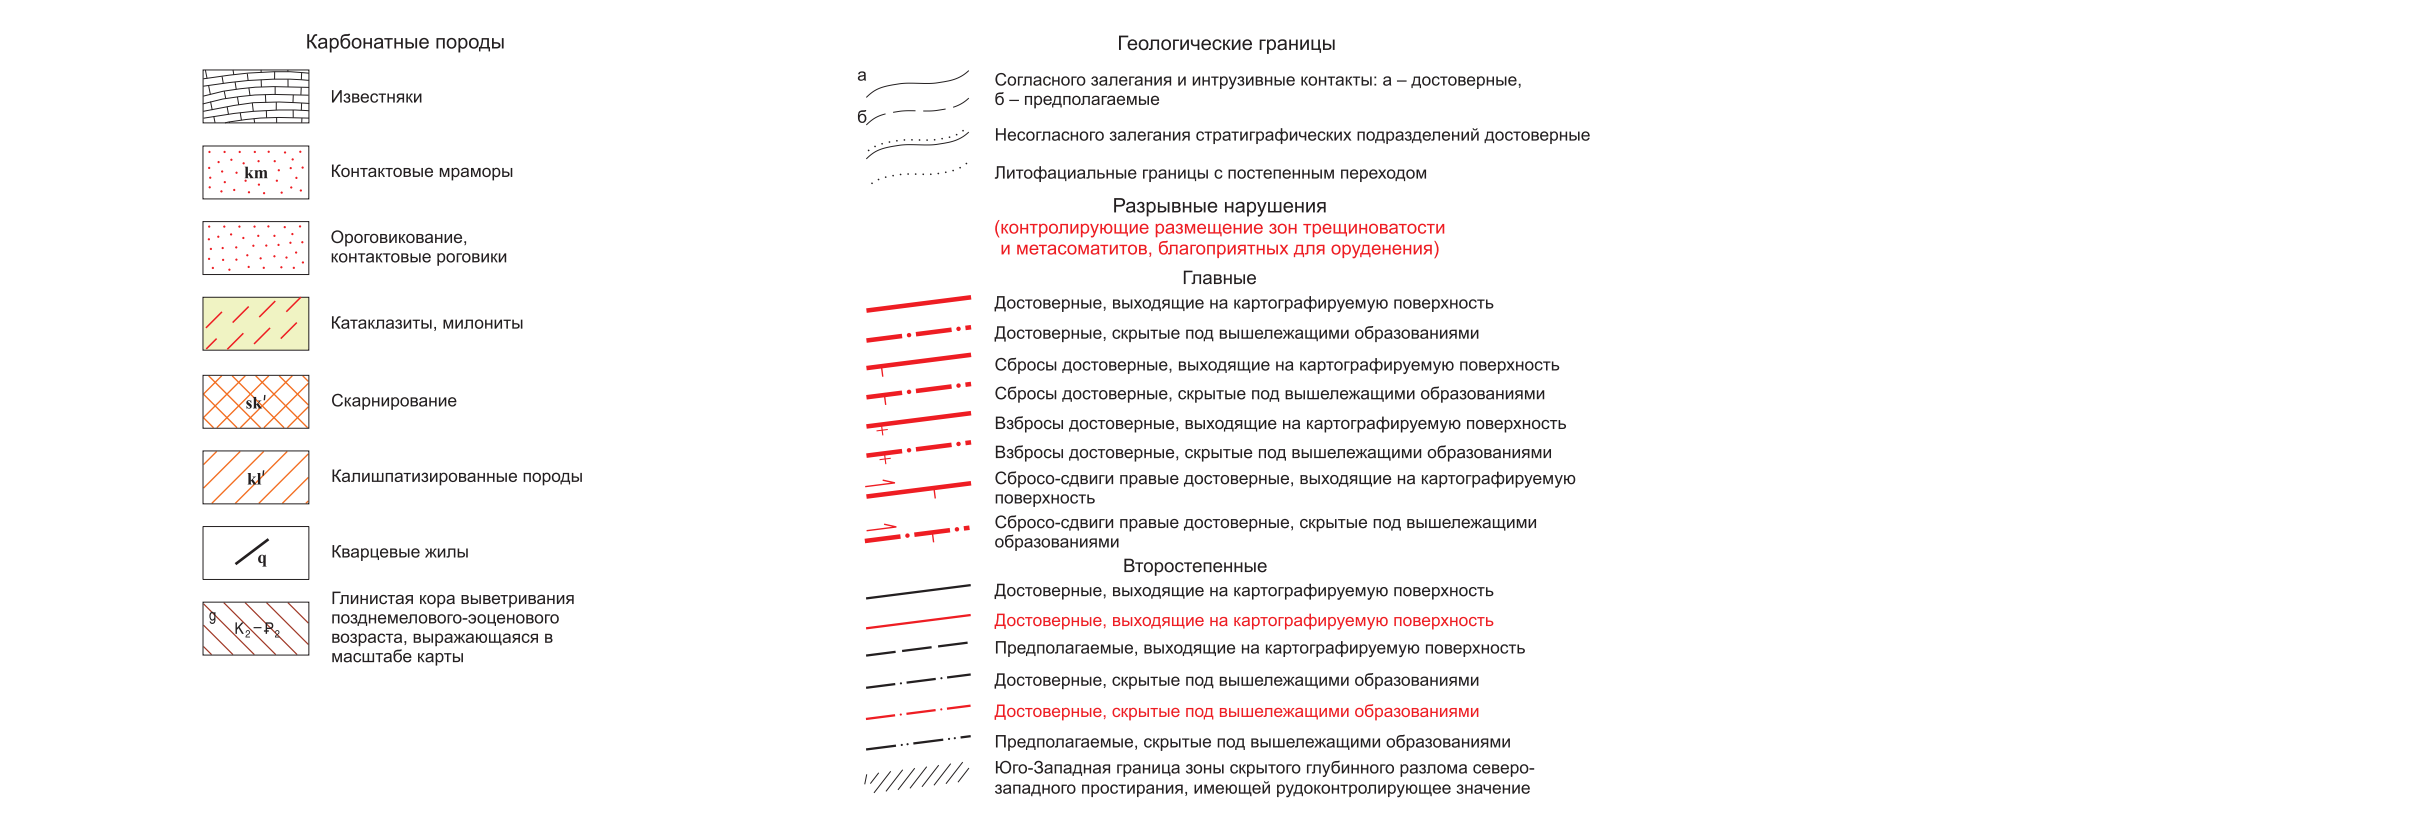 Карбонатные породы
Известняки
km
Контактовые мраморы
Ороговикование,
контактовые роговики
Катаклазиты, милониты
sk'
Скарнирование
kl'
Калишпатизированные породы
q
Кварцевые жилы
g
K₂–Ꝑ₂
Глинистая кора выветривания
позднемелового-эоценового
возраста, выражающаяся в
масштабе карты
Геологические границы
а
б
Согласного залегания и интрузивные контакты: а – достоверные,
б – предполагаемые
Несогласного залегания стратиграфических подразделений достоверные
Литофациальные границы с постепенным переходом
Разрывные нарушения
(контролирующие размещение зон трещиноватости
и метасоматитов, благоприятных для оруденения)
Главные
Достоверные, выходящие на картографируемую поверхность
Достоверные, скрытые под вышележащими образованиями
Сбросы достоверные, выходящие на картографируемую поверхность
Сбросы достоверные, скрытые под вышележащими образованиями
Взбросы достоверные, выходящие на картографируемую поверхность
Взбросы достоверные, скрытые под вышележащими образованиями
Сбросо-сдвиги правые достоверные, выходящие на картографируемую
поверхность
Сбросо-сдвиги правые достоверные, скрытые под вышележащими
образованиями
Второстепенные
Достоверные, выходящие на картографируемую поверхность
Достоверные, выходящие на картографируемую поверхность
Предполагаемые, выходящие на картографируемую поверхность
Достоверные, скрытые под вышележащими образованиями
Достоверные, скрытые под вышележащими образованиями
Предполагаемые, скрытые под вышележащими образованиями
Юго-Западная граница зоны скрытого глубинного разлома северо-
западного простирания, имеющей рудоконтролирующее значение